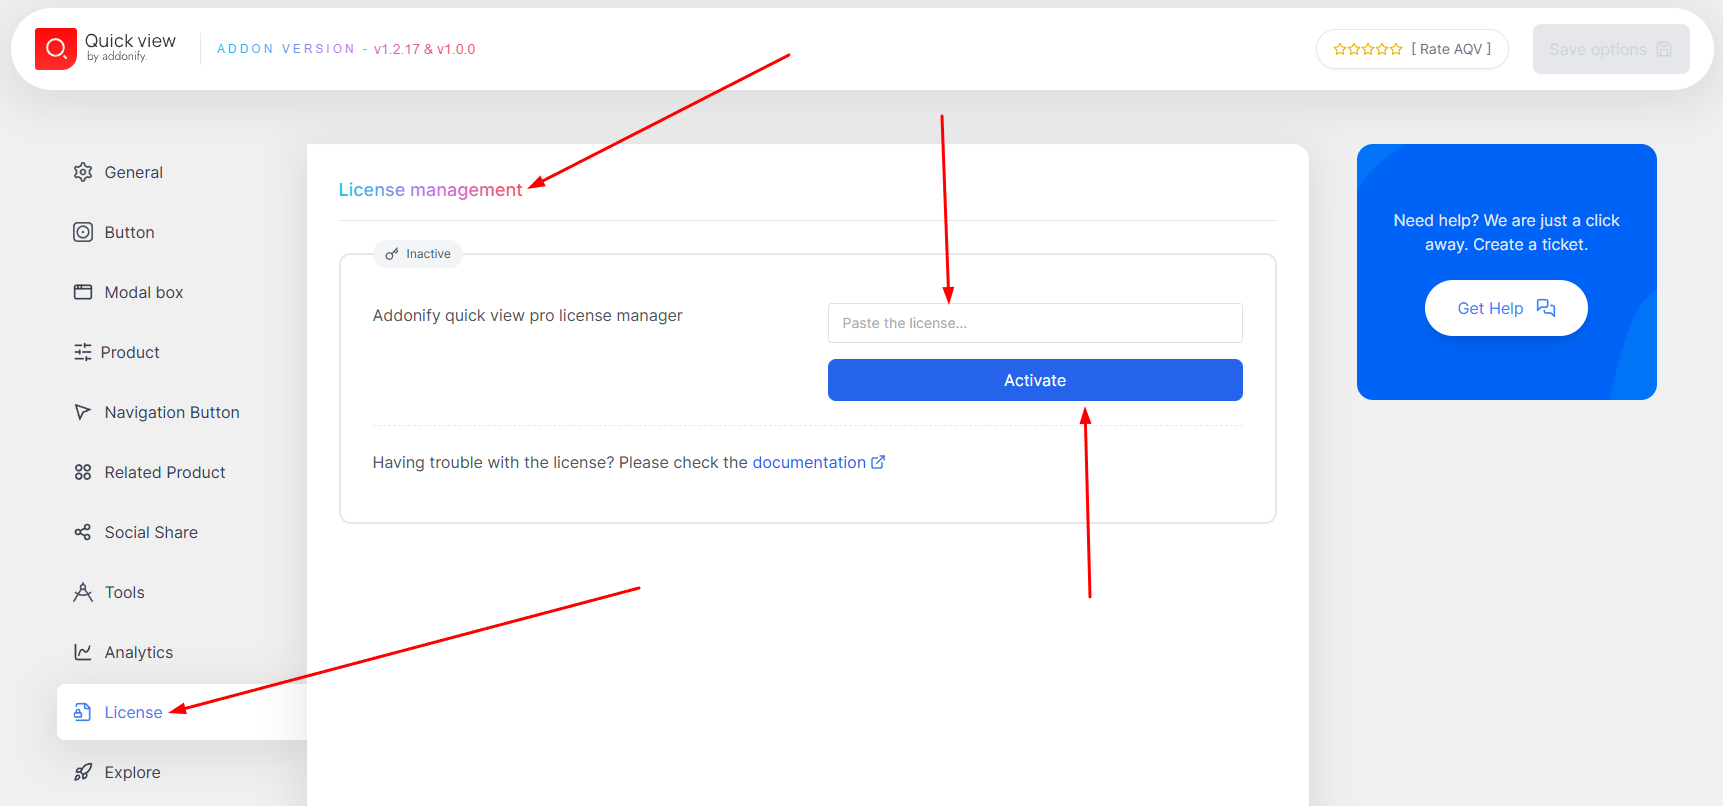 Quick view
by addonify.
ADDON VERSION - v1.2.17 & v1.0.0
[ Rate AQV ]
Save options
General
Button
Modal box
Product
Navigation Button
Related Product
Social Share
Tools
Analytics
License
Explore
License management
Inactive
Addonify quick view pro license manager
Paste the license...
Activate
Having trouble with the license? Please check the documentation
Need help? We are just a click
away. Create a ticket.
Get Help